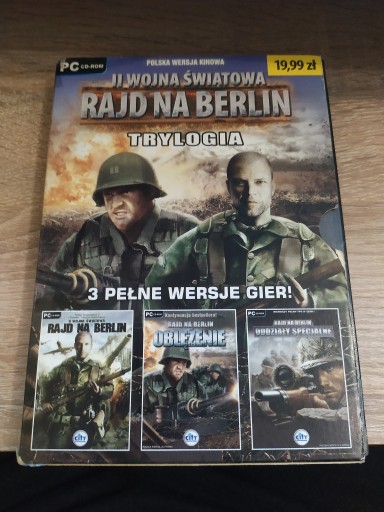 PC CD-ROM
POLSKA WERSJA KINOWA
19,99 zł
II WOJNA ŚWIATOWA
RAJD NA BERLIN
TRYLOGIA
3 PEŁNE WERSJE GIER!
PC
RAJD NA BERLIN
CITY
PC
Kontynuacja bestsellera!
RAJD NA BERLIN
OBLĘŻENIE
CITY
PC
RAJD NA BERLIN
ODDZIAŁY SPECJALNE
CITY